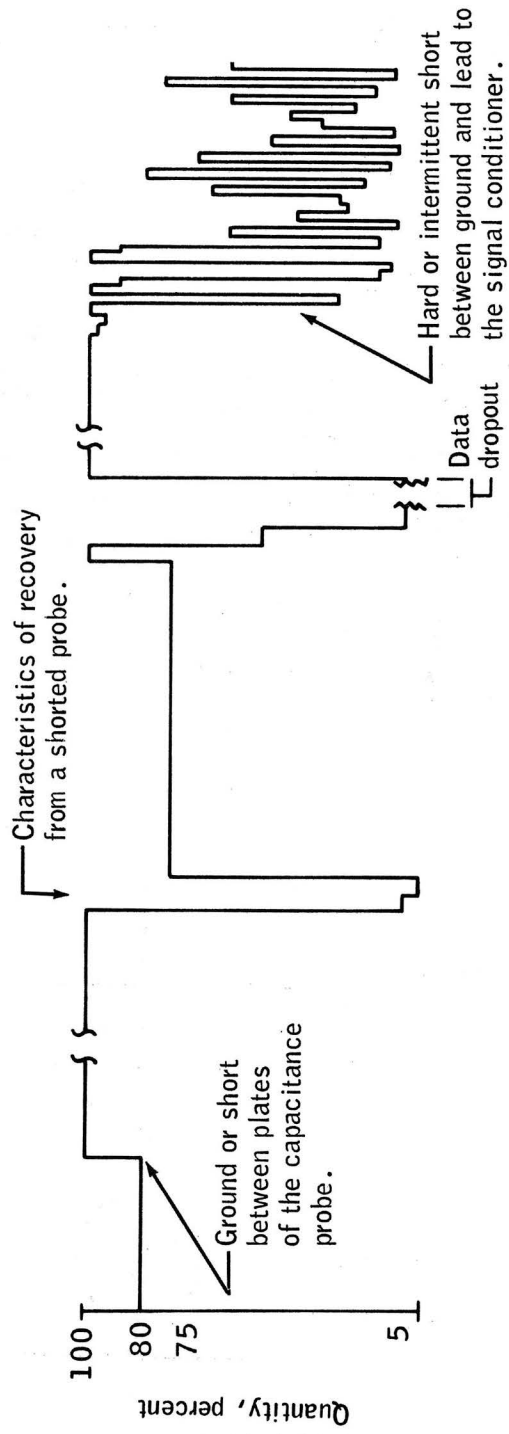 Quantity, percent
100
80
75
5
Ground or short
between plates
of the capacitance
probe.
Characteristics of recovery
from a shorted probe.
Data
dropout
Hard or intermittent short
between ground and lead to
the signal conditioner.